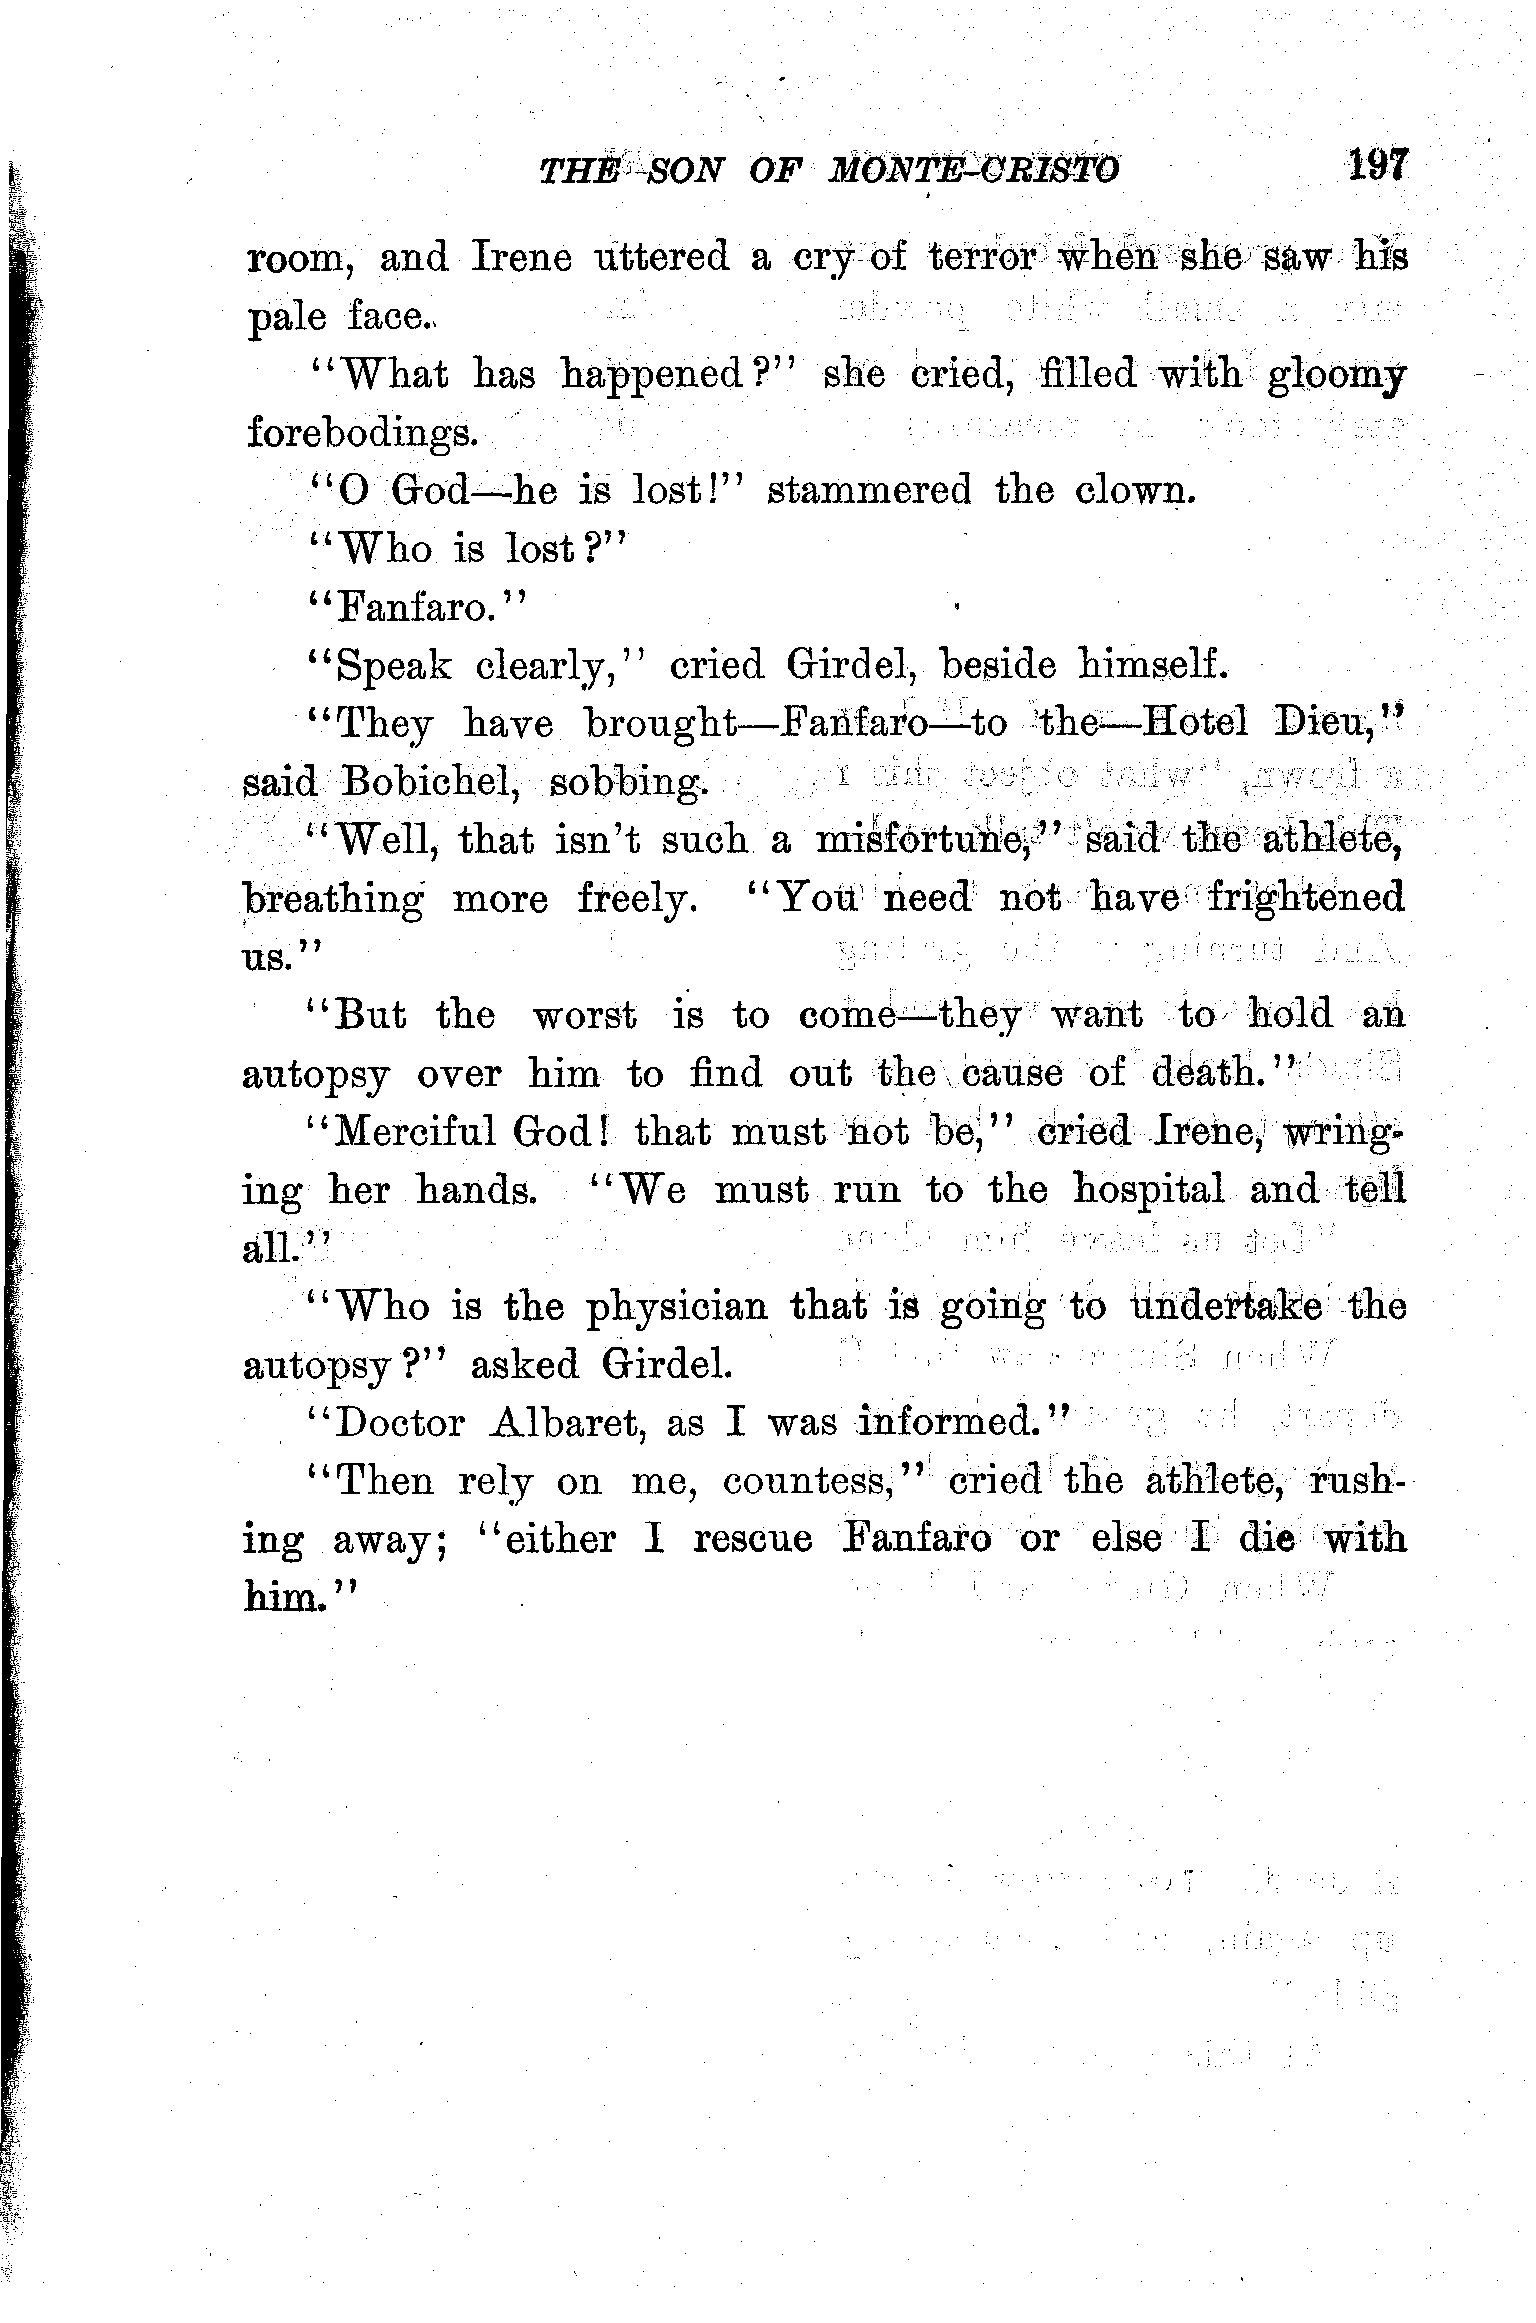 THE SON OF MONTE-CRISTO 197
room, and Irene uttered a cry of terror when she saw his
pale face.
"What has happened?" she cried, filled with gloomy
forebodings.
"O God—he is lost!" stammered the clown.
"Who is lost?"
"Fanfaro."
"Speak clearly," cried Girdel, beside himself.
"They have brought—Fanfaro—to the—Hotel Dieu,"
said Bobichel, sobbing.
"Well, that isn't such a misfortune," said the athlete,
breathing more freely. "You need not have frightened
us."
"But the worst is to come—they want to hold an
autopsy over him to find out the cause of death."
"Merciful God! that must not be," cried Irene, wring-
ing her hands. "We must run to the hospital and tell
all."
"Who is the physician that is going to undertake the
autopsy?" asked Girdel.
"Doctor Albaret, as I was informed."
"Then rely on me, countess," cried the athlete, rush-
ing away; "either I rescue Fanfaro or else I die with
him."